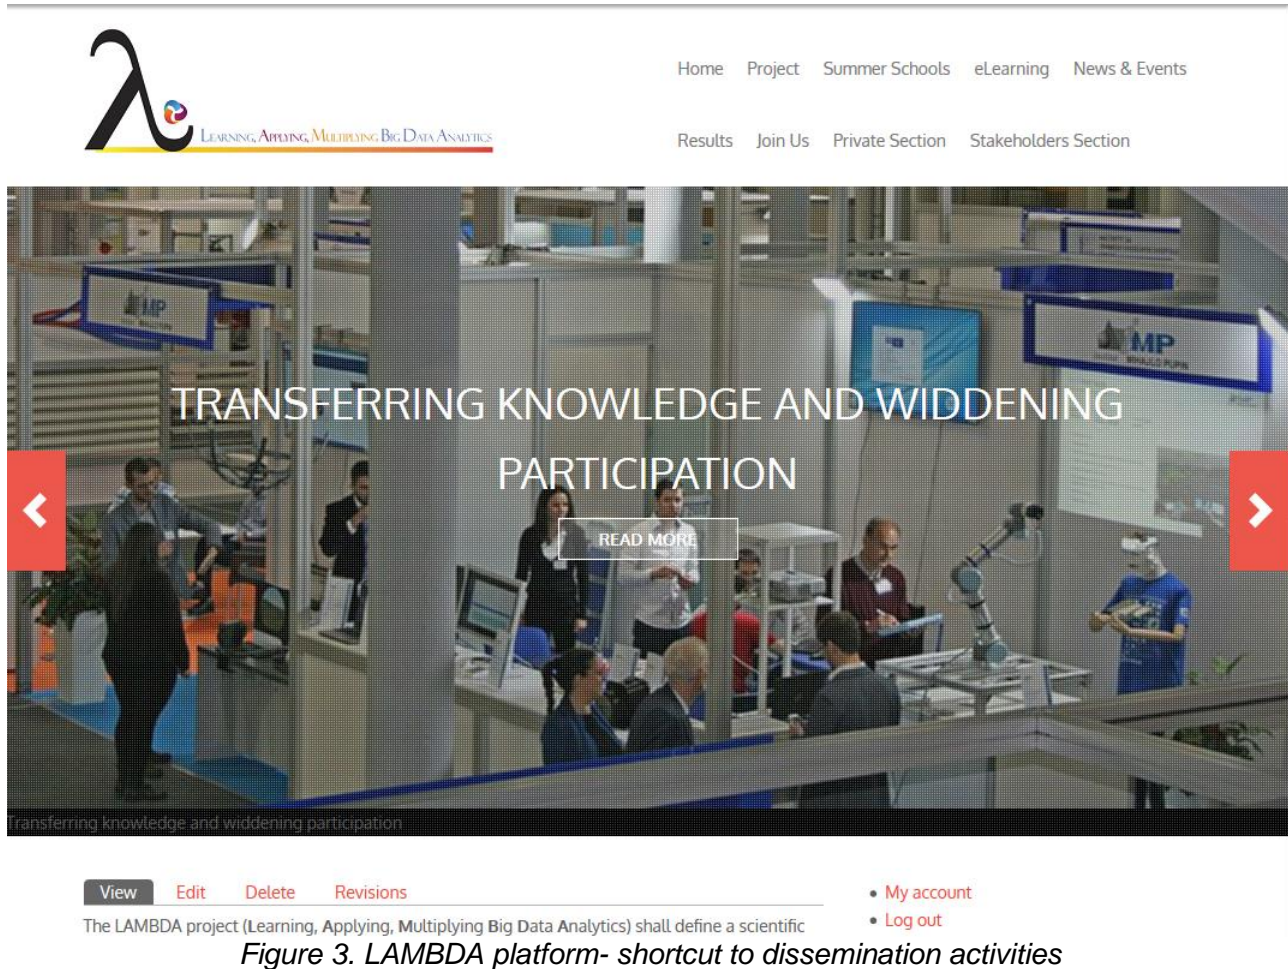 Home Project Summer Schools eLearning News & Events
LEARNING, APPLYING, MULTIPLYING BIG DATA ANALYTICS
Results Join Us Private Section Stakeholders Section
MP
MP
TRANSFERRING KNOWLEDGE AND WIDDENING
PARTICIPATION
READ MORE
Transferring knowledge and widdening participation
View Edit Delete Revisions
The LAMBDA project (Learning, Applying, Multiplying Big Data Analytics) shall define a scientific
• My account
• Log out
Figure 3. LAMBDA platform- shortcut to dissemination activities